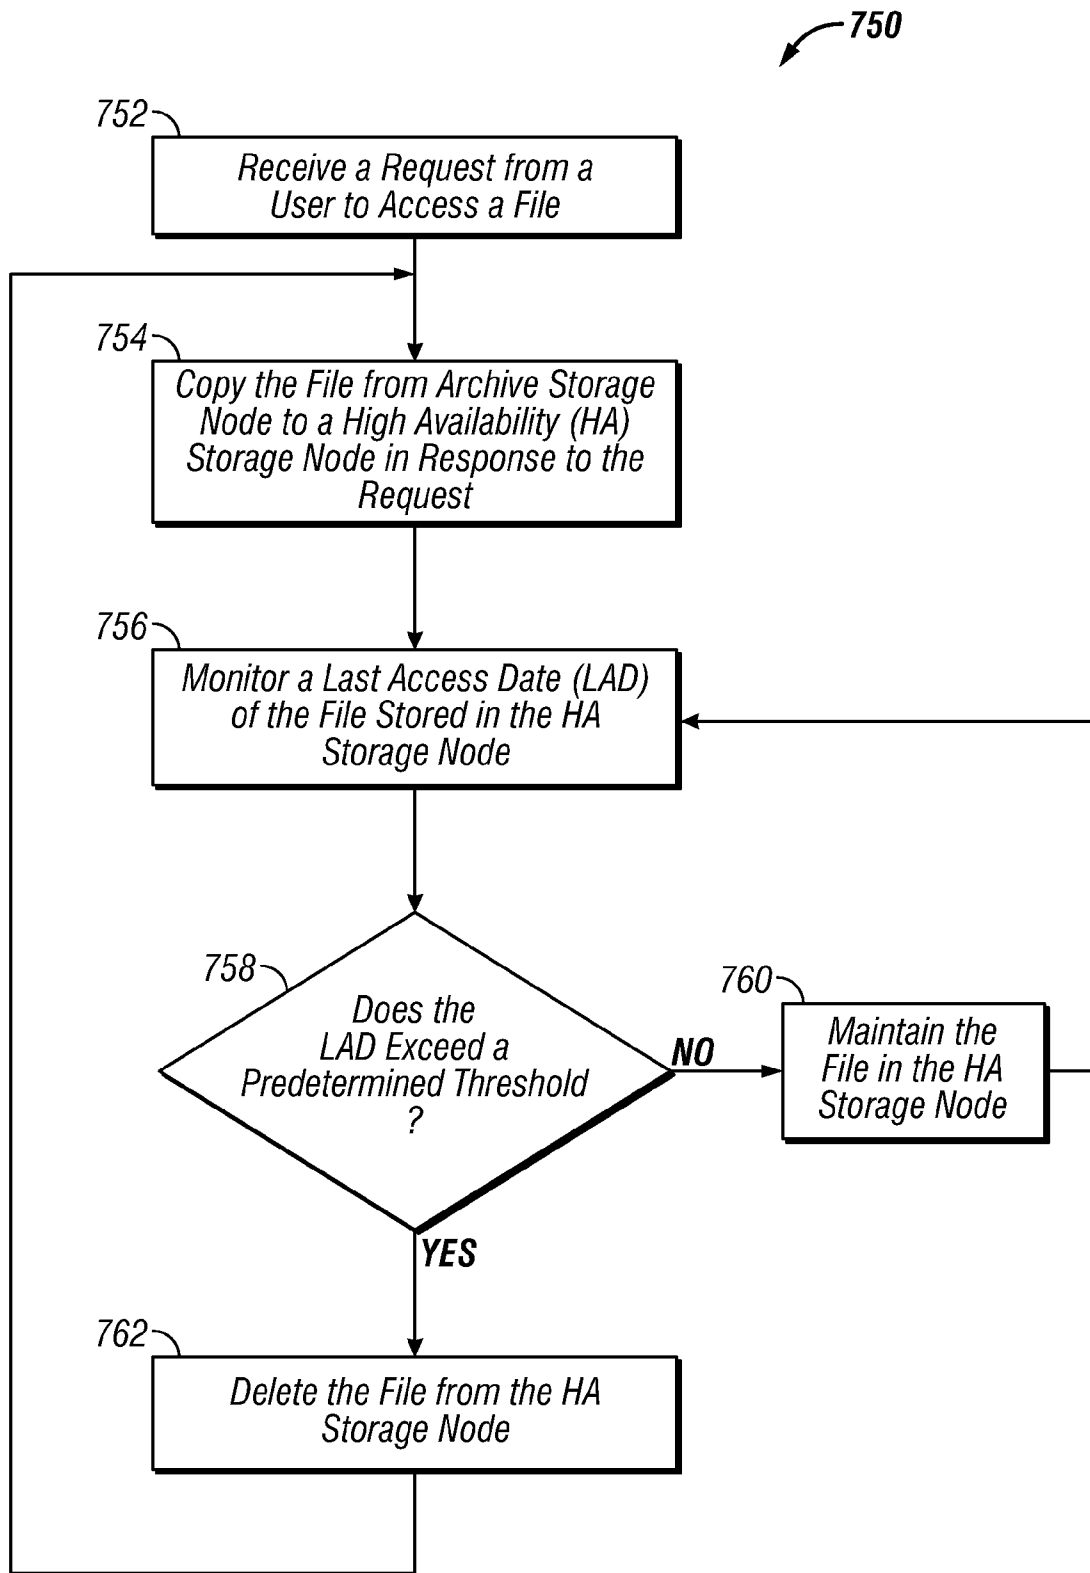 750
752
Receive a Request from a
User to Access a File
754
Copy the File from Archive Storage
Node to a High Availability (HA)
Storage Node in Response to the
Request
756
Monitor a Last Access Date (LAD)
of the File Stored in the HA
Storage Node
758
Does the
LAD Exceed a
Predetermined Threshold
?
NO
760
Maintain the
File in the HA
Storage Node
YES
762
Delete the File from the HA
Storage Node